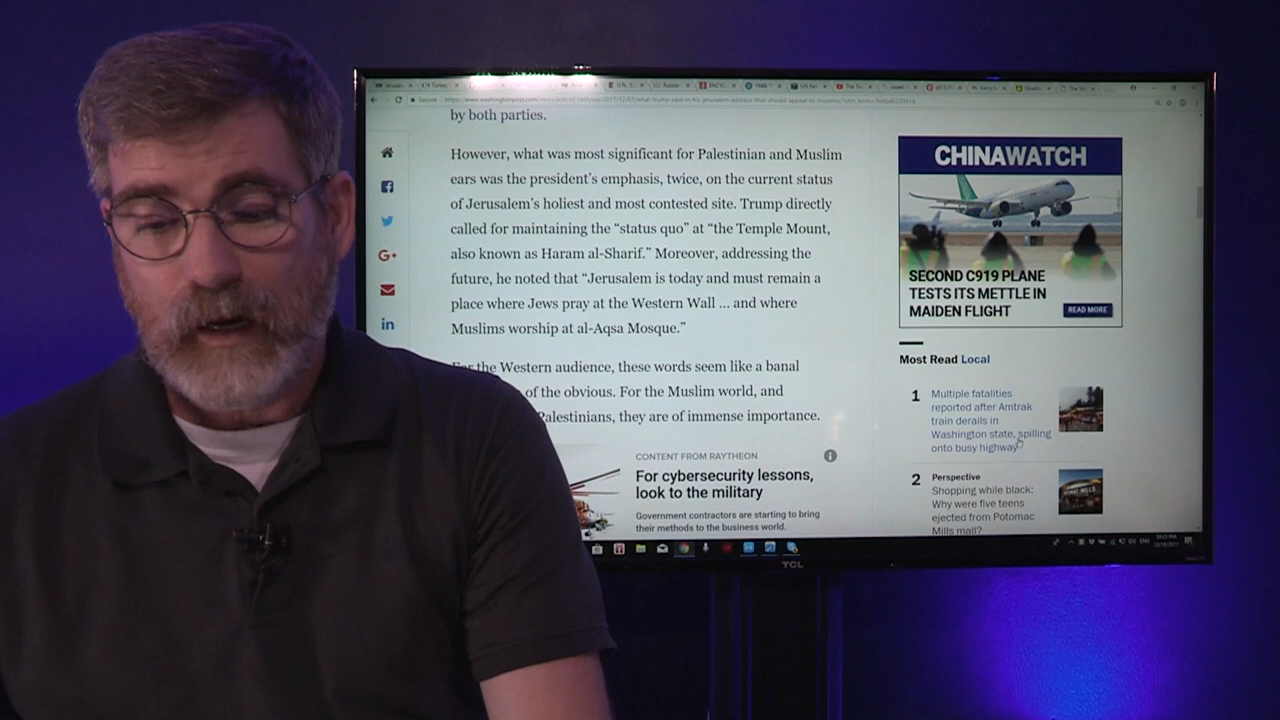 Secure
by both parties.
However, what was most significant for Palestinian and Muslim
ears was the president’s emphasis, twice, on the current status
of Jerusalem’s holiest and most contested site. Trump directly
called for maintaining the “status quo” at “the Temple Mount,
also known as Haram al-Sharif.” Moreover, addressing the
future, he noted that “Jerusalem is today and must remain a
place where Jews pray at the Western Wall ... and where
Muslims worship at al-Aqsa Mosque.”
the Western audience, these words seem like a banal
of the obvious. For the Muslim world, and
Palestinians, they are of immense importance.
CONTENT FROM RAYTHEON
For cybersecurity lessons,
look to the military
Government contractors are starting to bring
their methods to the business world.
CHINAWATCH
SECOND C919 PLANE
TESTS ITS METTLE IN
MAIDEN FLIGHT
READ MORE
Most Read Local
1
Multiple fatalities
reported after Amtrak
train derails in
Washington state, spilling
onto busy highway
2
Perspective
Shopping while black:
Why were five teens
ejected from Potomac
Mills mall?
TCL